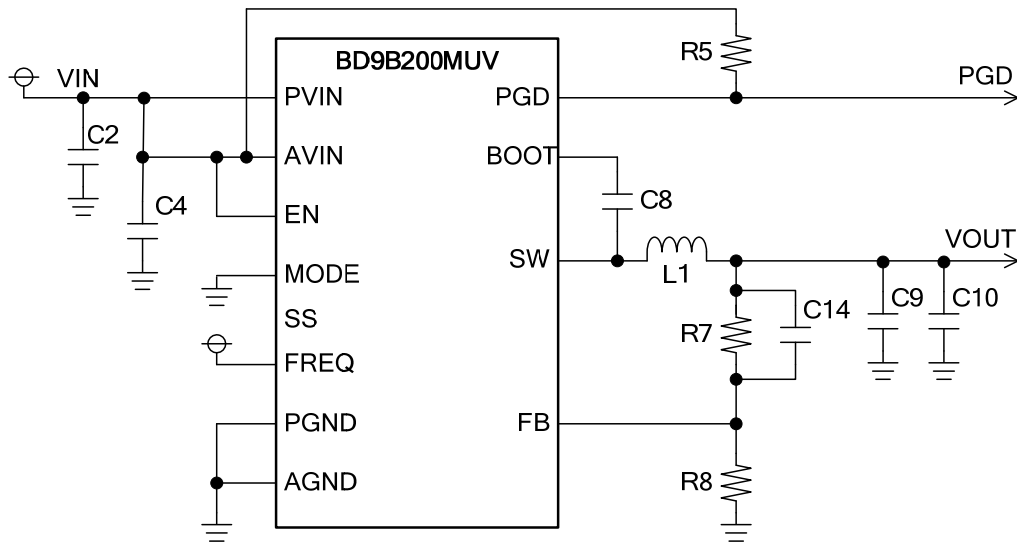 BD9B200MUV
VIN
PVIN
PGD
R5
PGD
C2
AVIN
BOOT
C4
EN
C8
SW
VOUT
MODE
L1
C9
C10
SS
R7
C14
FREQ
PGND
FB
AGND
R8